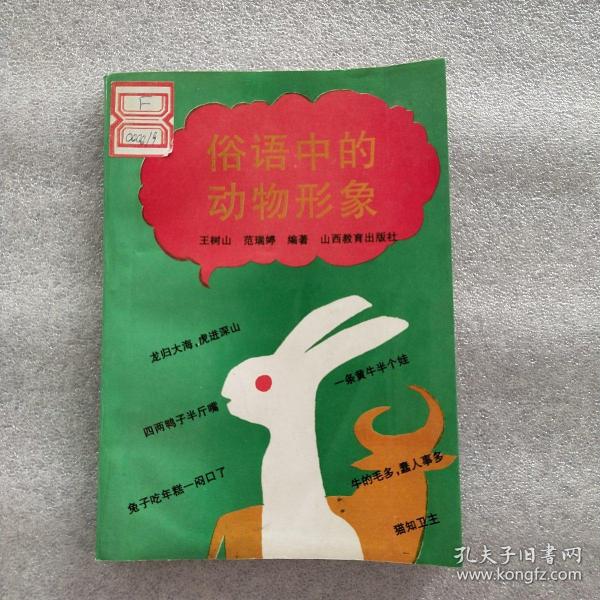 F
0000/9
俗语中的
动物形象
王树山 范瑞婷 编著 山西教育出版社
龙归大海,虎进深山
一条黄牛半个娃
四两鸭子半斤嘴
牛的毛多,蠢人事多
兔子吃年糕一闷口了
猫知卫主
孔夫子旧书网
www.kongfz.com